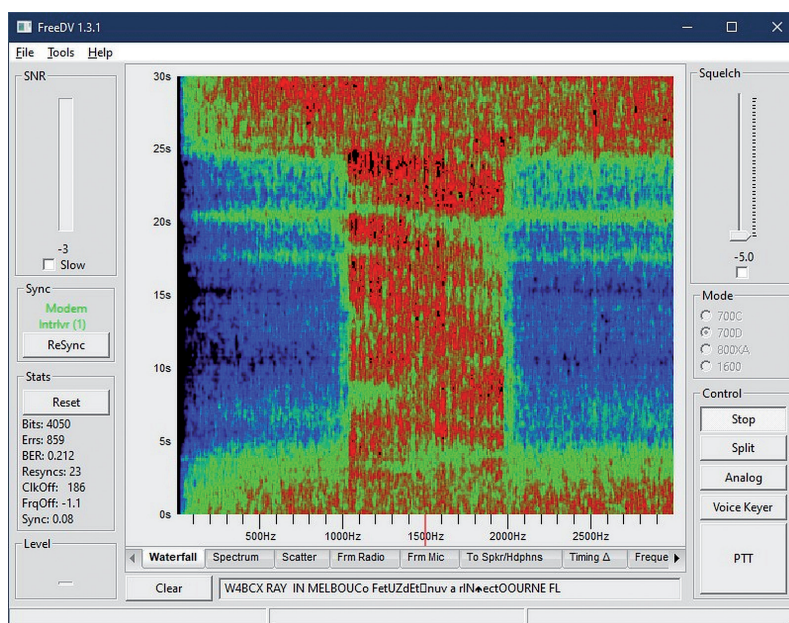 FreeDV 1.3.1
File Tools Help
SNR
-3
Slow
Sync
Modem
Intrlvr (1)
ReSync
Stats
Reset
Bits: 4050
Errs: 859
BER: 0.212
Resyncs: 23
ClkOff: 186
FrqOff: -1.1
Sync: 0.08
Level
30s
25s
20s
15s
10s
5s
0s
500Hz 1000Hz 1500Hz 2000Hz 2500Hz
Waterfall Spectrum Scatter Frm Radio Frm Mic To Spkr/Hdphns Timing Δ Freque
Clear W4BCX RAY IN MELBOUCo FetUZdEt□nuv a rlN♠ectOOURNE FL
Squelch
-5.0
Mode
700C
700D
800XA
1600
Control
Stop
Split
Analog
Voice Keyer
PTT